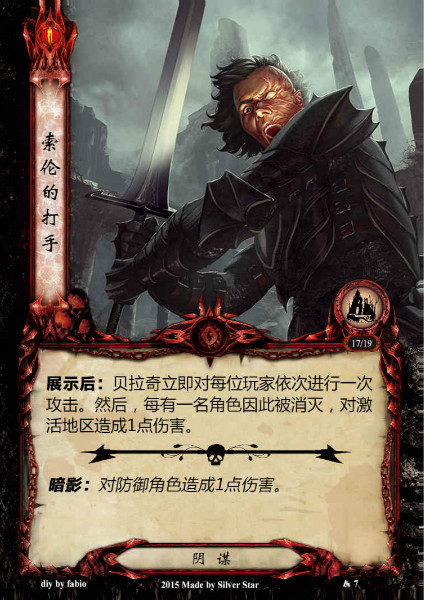 索伦的打手
17/19
展示后：贝拉奇立即对每位玩家依次进行一次
攻击。然后，每有一名角色因此被消灭，对激
活地区造成1点伤害。
暗影：对防御角色造成1点伤害。
阴谋
diy by fabio
2015 Made by Silver Star
7